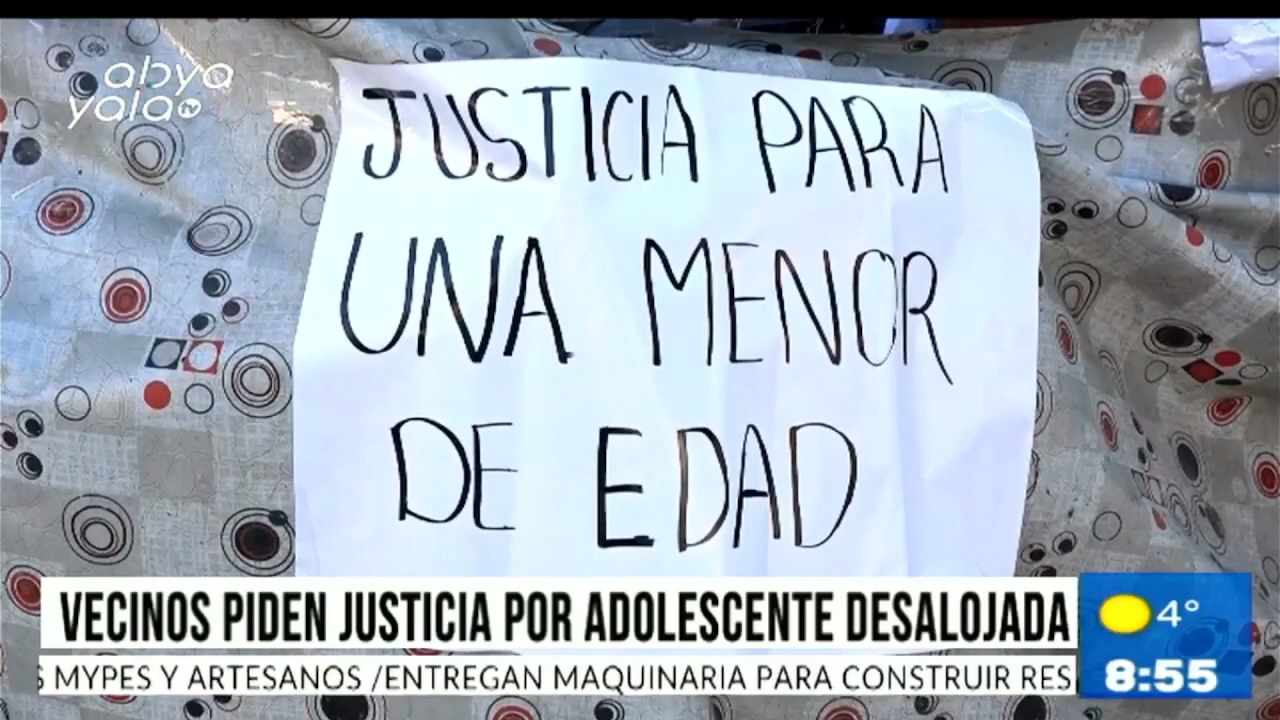 abya
yala tv
JUSTICIA PARA
UNA MENOR
DE EDAD
VECINOS PIDEN JUSTICIA POR ADOLESCENTE DESALOJADA
4°
S MYPES Y ARTESANOS /ENTREGAN MAQUINARIA PARA CONSTRUIR RES
8:55